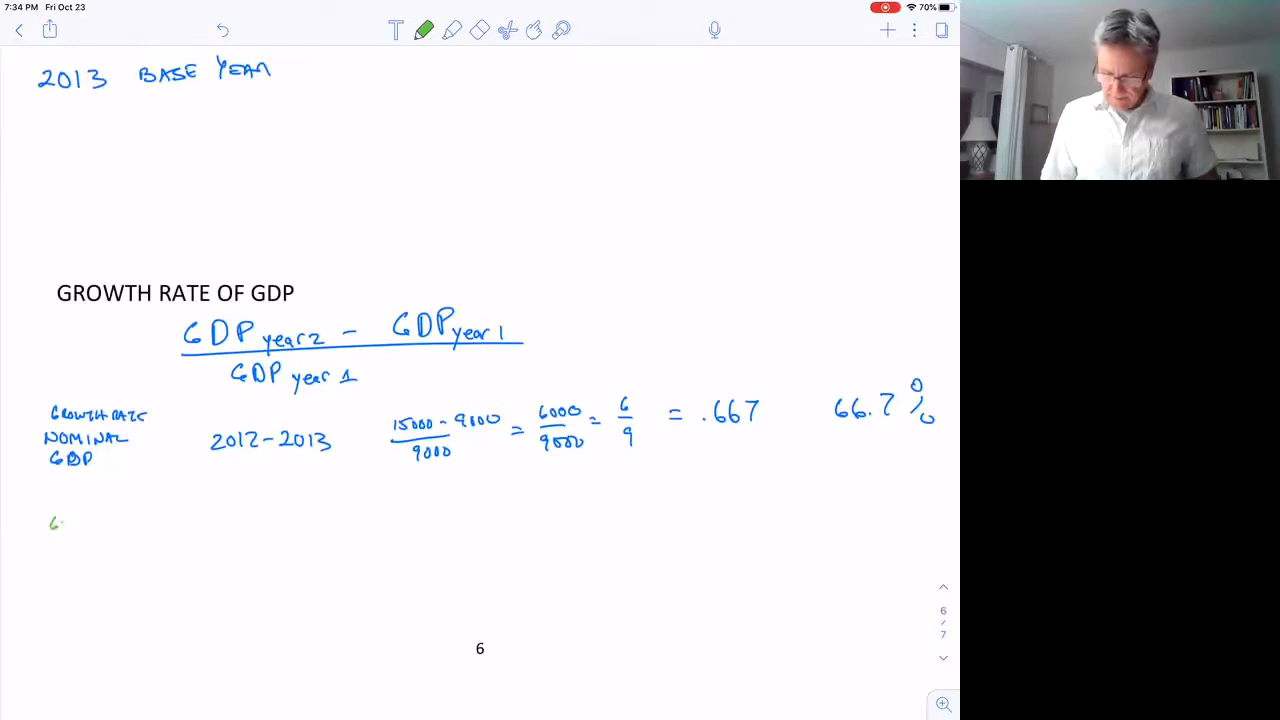 7:34 PM Fri Oct 23
70%
2013 BASE YEAR
GROWTH RATE OF GDP
GDP year 2 - GDP year 1
GDP year 1
GROWTH RATE
NOMINAL
GDP
2012-2013
15000 - 9000 / 9000 = 6000 / 9000 = 6 / 9 = .667 66.7%
6
6
/
7